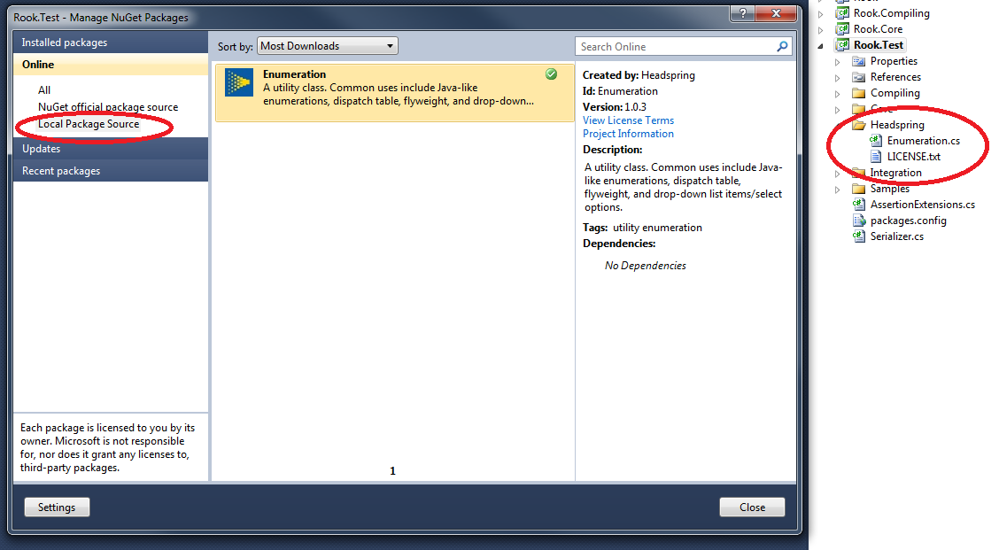 Rook.Test - Manage NuGet Packages
?
Installed packages
Online
All
NuGet official package source
Local Package Source
Updates
Recent packages
Each package is licensed to you by its
owner. Microsoft is not responsible
for, nor does it grant any licenses to,
third-party packages.
Settings
Sort by: Most Downloads
Enumeration
A utility class. Common uses include Java-like
enumerations, dispatch table, flyweight, and drop-down...
1
Search Online
Created by: Headspring
Id: Enumeration
Version: 1.0.3
View License Terms
Project Information
Description:
A utility class. Common uses include Java-
like enumerations, dispatch table,
flyweight, and drop-down list items/select
options.
Tags: utility enumeration
Dependencies:
No Dependencies
Close
Rook.Compiling
Rook.Core
Rook.Test
Properties
References
Compiling
Core
Headspring
Enumeration.cs
LICENSE.txt
Integration
Samples
AssertionExtensions.cs
packages.config
Serializer.cs